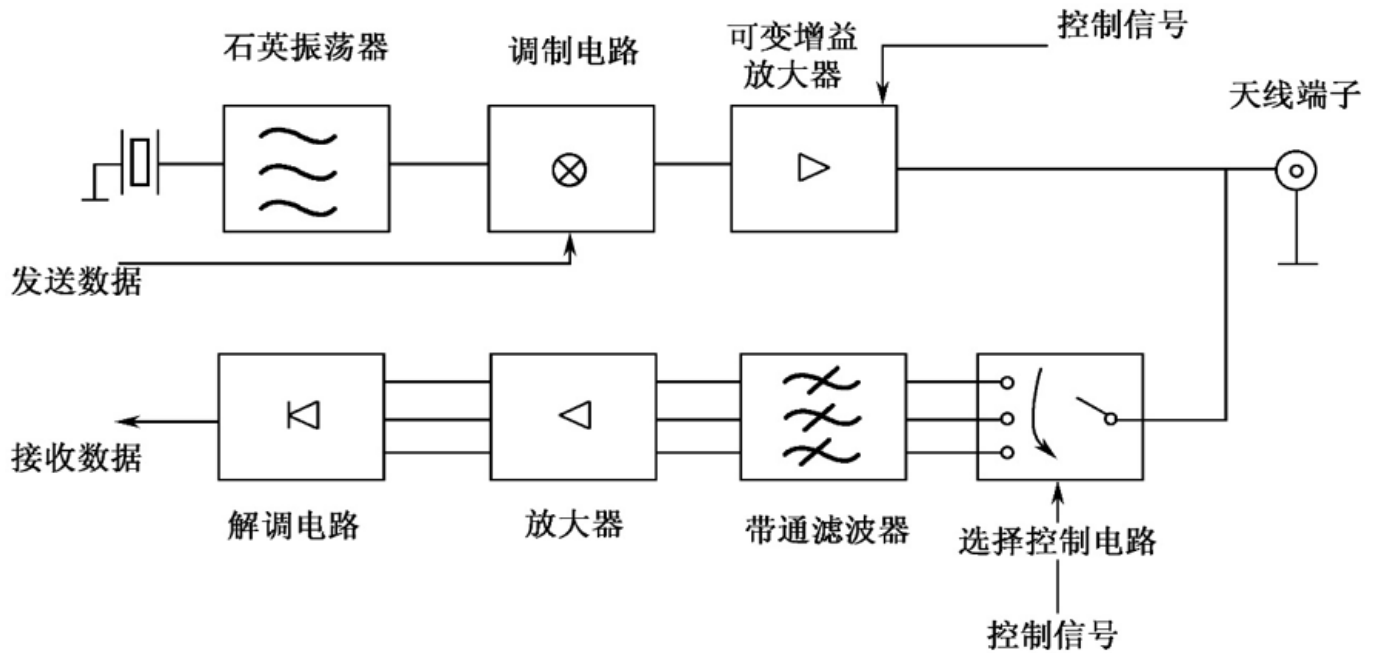 石英振荡器
调制电路
可变增益
放大器
控制信号
天线端子
发送数据
接收数据
解调电路
放大器
带通滤波器
选择控制电路
控制信号